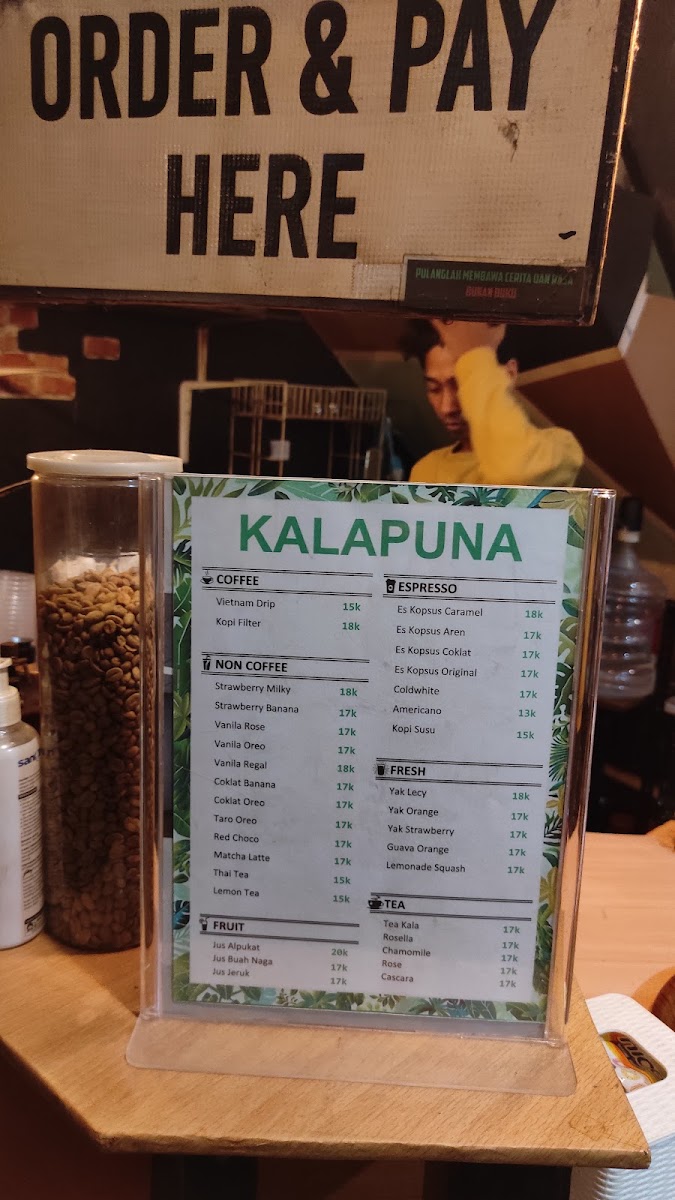 ORDER & PAY
HERE
PULANGLAH MEMBAWA CERITA DAN RASA
BUKAN BUKU
KALAPUNA
COFFEE
Vietnam Drip 15k
Kopi Filter 18k
NON COFFEE
Strawberry Milky 18k
Strawberry Banana 17k
Vanila Rose 17k
Vanila Oreo 17k
Vanila Regal 18k
Coklat Banana 17k
Coklat Oreo 17k
Taro Oreo 17k
Red Choco 17k
Matcha Latte 17k
Thai Tea 15k
Lemon Tea 15k
FRUIT
Jus Alpukat 20k
Jus Buah Naga 17k
Jus Jeruk 17k
ESPRESSO
Es Kopsus Caramel 18k
Es Kopsus Aren 17k
Es Kopsus Coklat 17k
Es Kopsus Original 17k
Coldwhite 17k
Americano 13k
Kopi Susu 15k
FRESH
Yak Lecy 18k
Yak Orange 17k
Yak Strawberry 17k
Guava Orange 17k
Lemonade Squash 17k
TEA
Tea Kala 17k
Rosella 17k
Chamomile 17k
Rose 17k
Cascara 17k